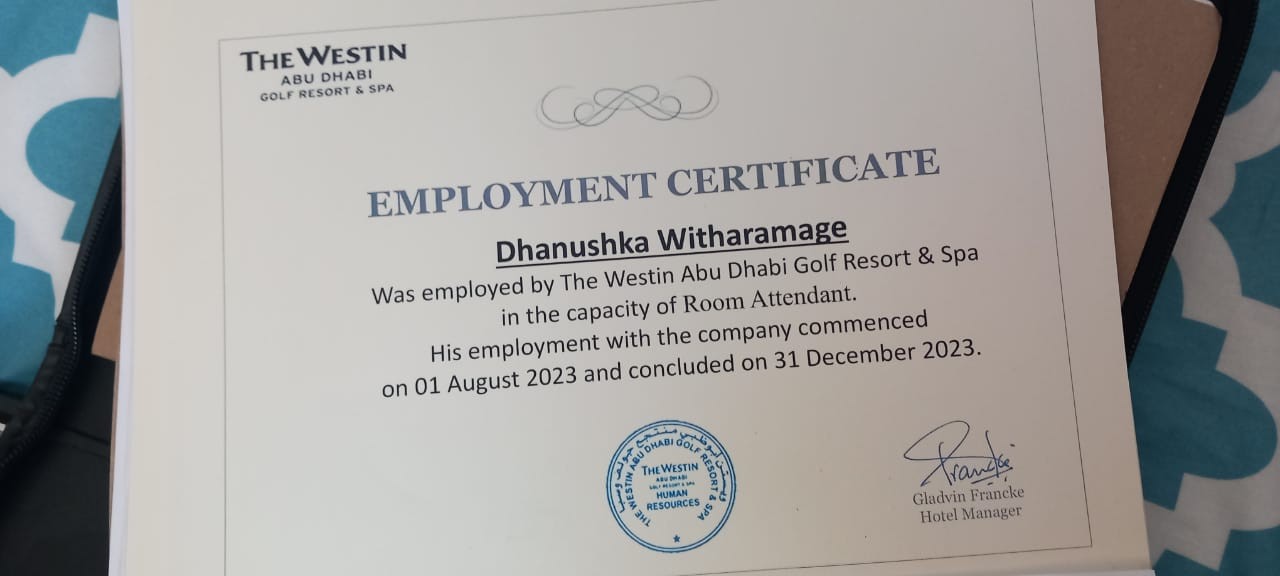 THE WESTIN
ABU DHABI
GOLF RESORT & SPA
EMPLOYMENT CERTIFICATE
Dhanushka Witharamage
Was employed by The Westin Abu Dhabi Golf Resort & Spa
in the capacity of Room Attendant.
His employment with the company commenced
on 01 August 2023 and concluded on 31 December 2023.
THE WESTIN ABU DHABI GOLF RESORT & SPA
THE WESTIN
ABU DHABI
GOLF RESORT & SPA
HUMAN
RESOURCES
Francke
Gladvin Francke
Hotel Manager